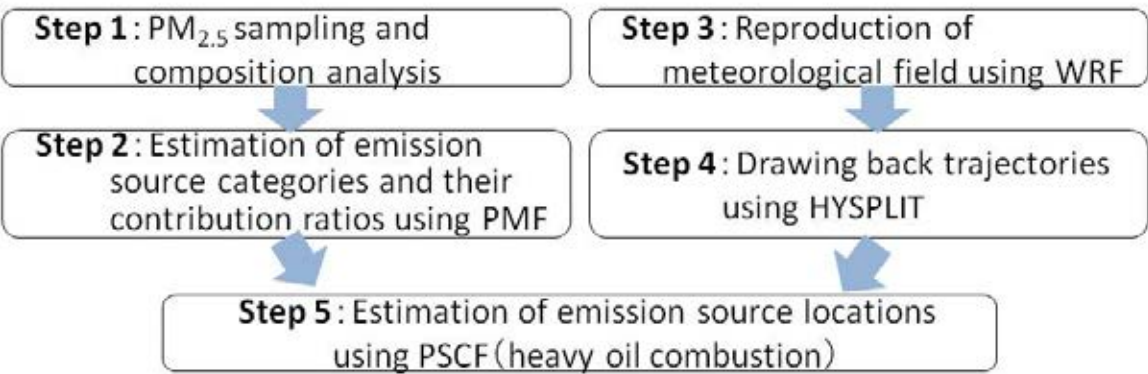 Step 1: PM2.5 sampling and
composition analysis
Step 2: Estimation of emission
source categories and their
contribution ratios using PMF
Step 3: Reproduction of
meteorological field using WRF
Step 4: Drawing back trajectories
using HYSPLIT
Step 5: Estimation of emission source locations
using PSCF(heavy oil combustion)